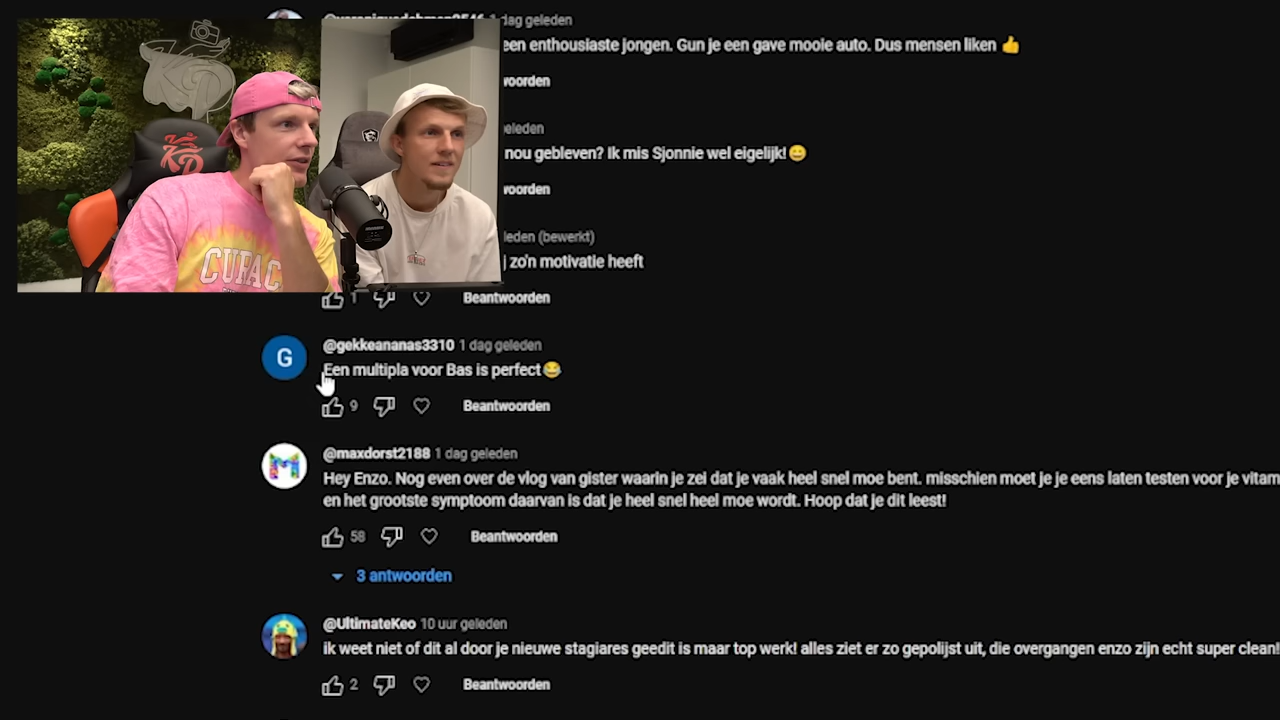 1 dag geleden
een enthousiaste jongen. Gun je een gave mooie auto. Dus mensen liken 👍
woorden
eleden
nou gebleven? Ik mis Sjonnie wel eigelijk! 😄
woorden
leden (bewerkt)
j zo'n motivatie heeft
1 Beantwoorden
G @gekkeananas3310 1 dag geleden
Een multipla voor Bas is perfect 😂
9 Beantwoorden
@maxdorst2188 1 dag geleden
Hey Enzo. Nog even over de vlog van gister waarin je zei dat je vaak heel snel moe bent. misschien moet je je eens laten testen voor je vitam
en het grootste symptoom daarvan is dat je heel snel heel moe wordt. Hoop dat je dit leest!
58 Beantwoorden
3 antwoorden
@UltimateKeo 10 uur geleden
ik weet niet of dit al door je nieuwe stagiares geedit is maar top werk! alles ziet er zo gepolijst uit, die overgangen enzo zijn echt super clean!
2 Beantwoorden
KD
KD
CURAC